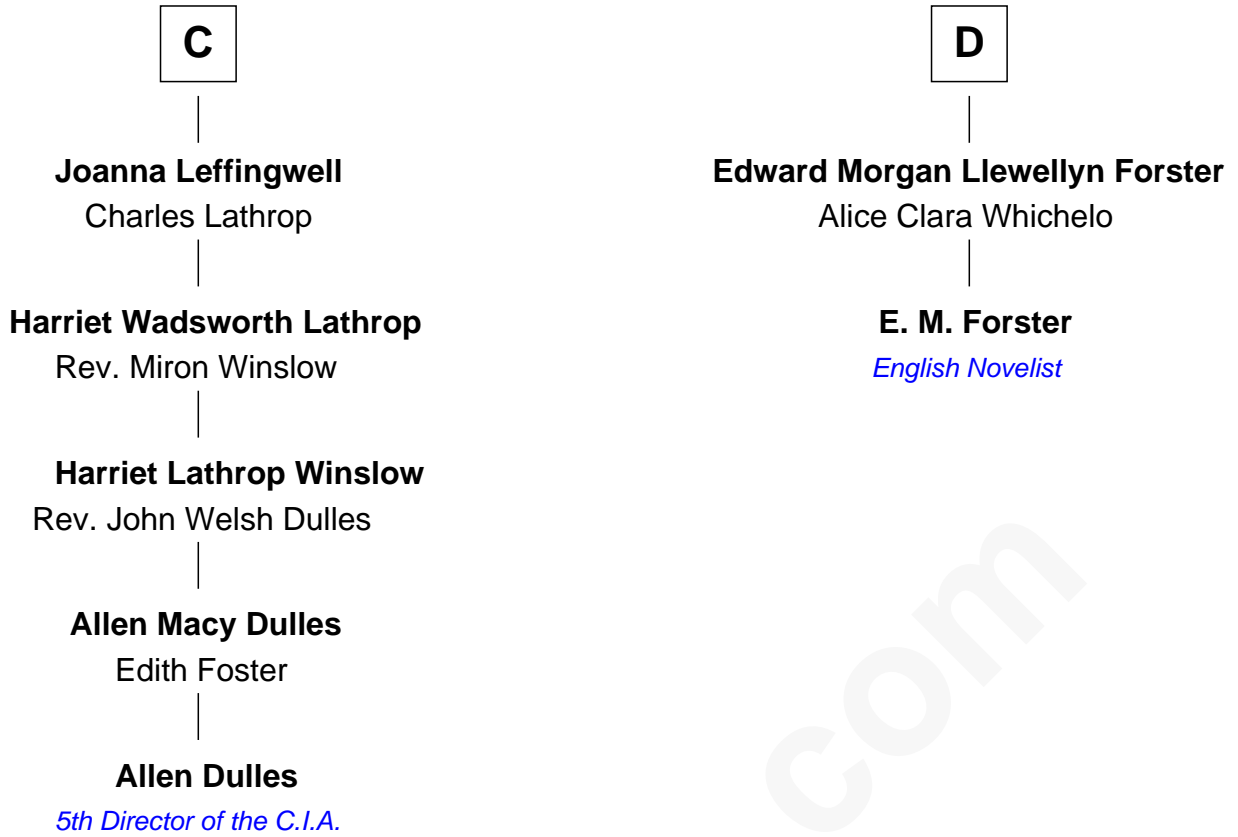 C
Joanna Leffingwell
Charles Lathrop
Harriet Wadsworth Lathrop
Rev. Miron Winslow
Harriet Lathrop Winslow
Rev. John Welsh Dulles
Allen Macy Dulles
Edith Foster
Allen Dulles
5th Director of the C.I.A.
D
Edward Morgan Llewellyn Forster
Alice Clara Whichelo
E. M. Forster
English Novelist
com